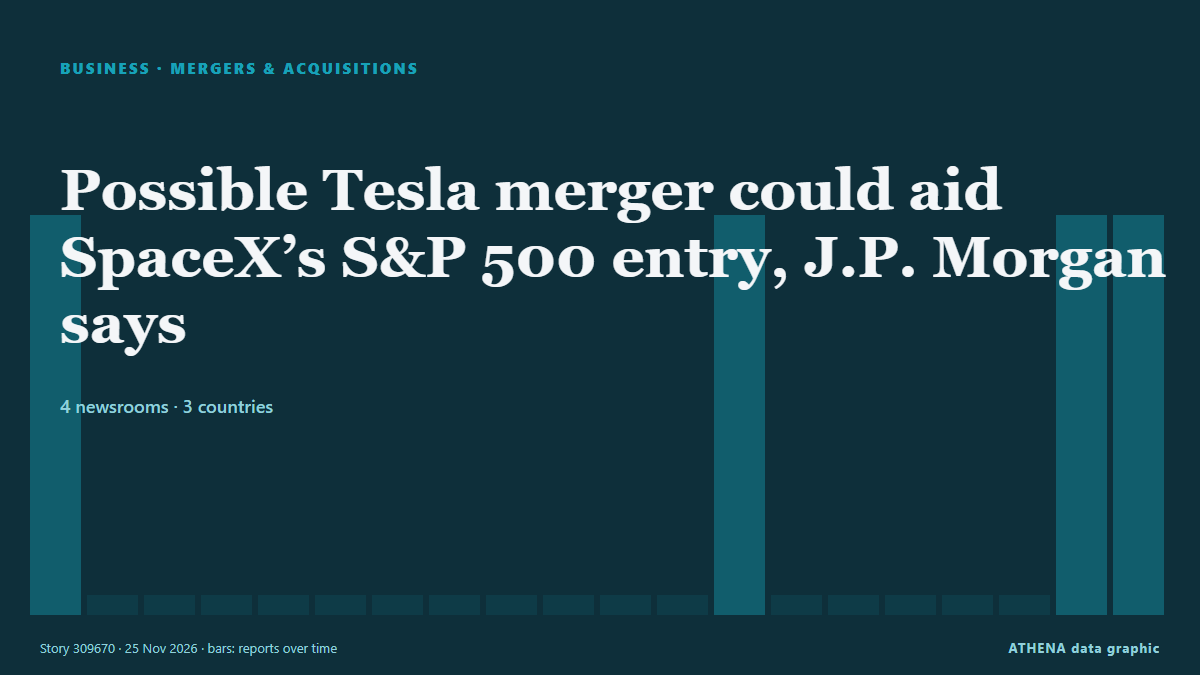 BUSINESS · MERGERS & ACQUISITIONS
Possible Tesla merger could aid
SpaceX’s S&P 500 entry, J.P. Morgan
says
4 newsrooms · 3 countries
Story 309670 · 25 Nov 2026 · bars: reports over time
ATHENA data graphic